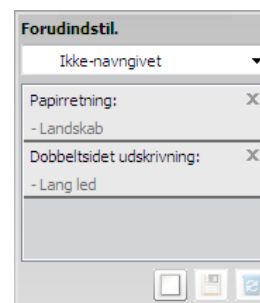 Forudindstil.
Ikke-navngivet
Papirretning:
- Landskab
Dobbeltsidet udskrivning:
- Lang led